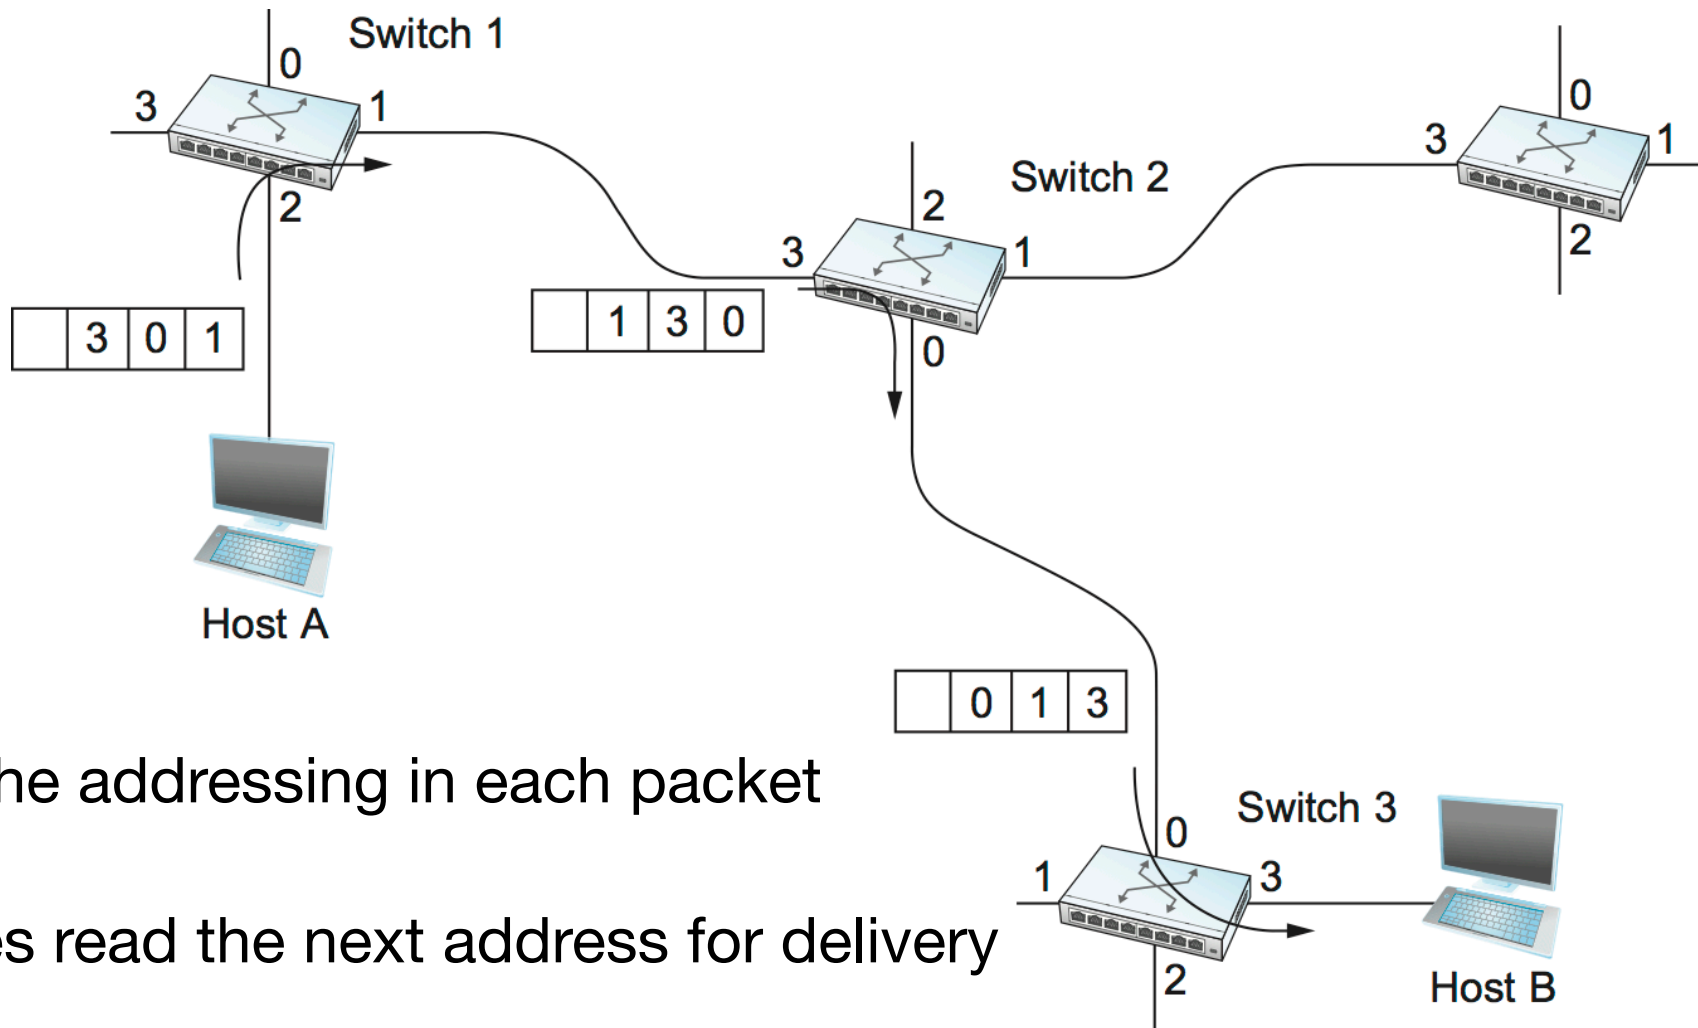 Switch 1
0
3
1
2
3 0 1
Host A
Switch 2
2
3
1
0
1 3 0
0
3
1
2
0 1 3
he addressing in each packet
Switch 3
0
1
3
2
Host B
es read the next address for delivery